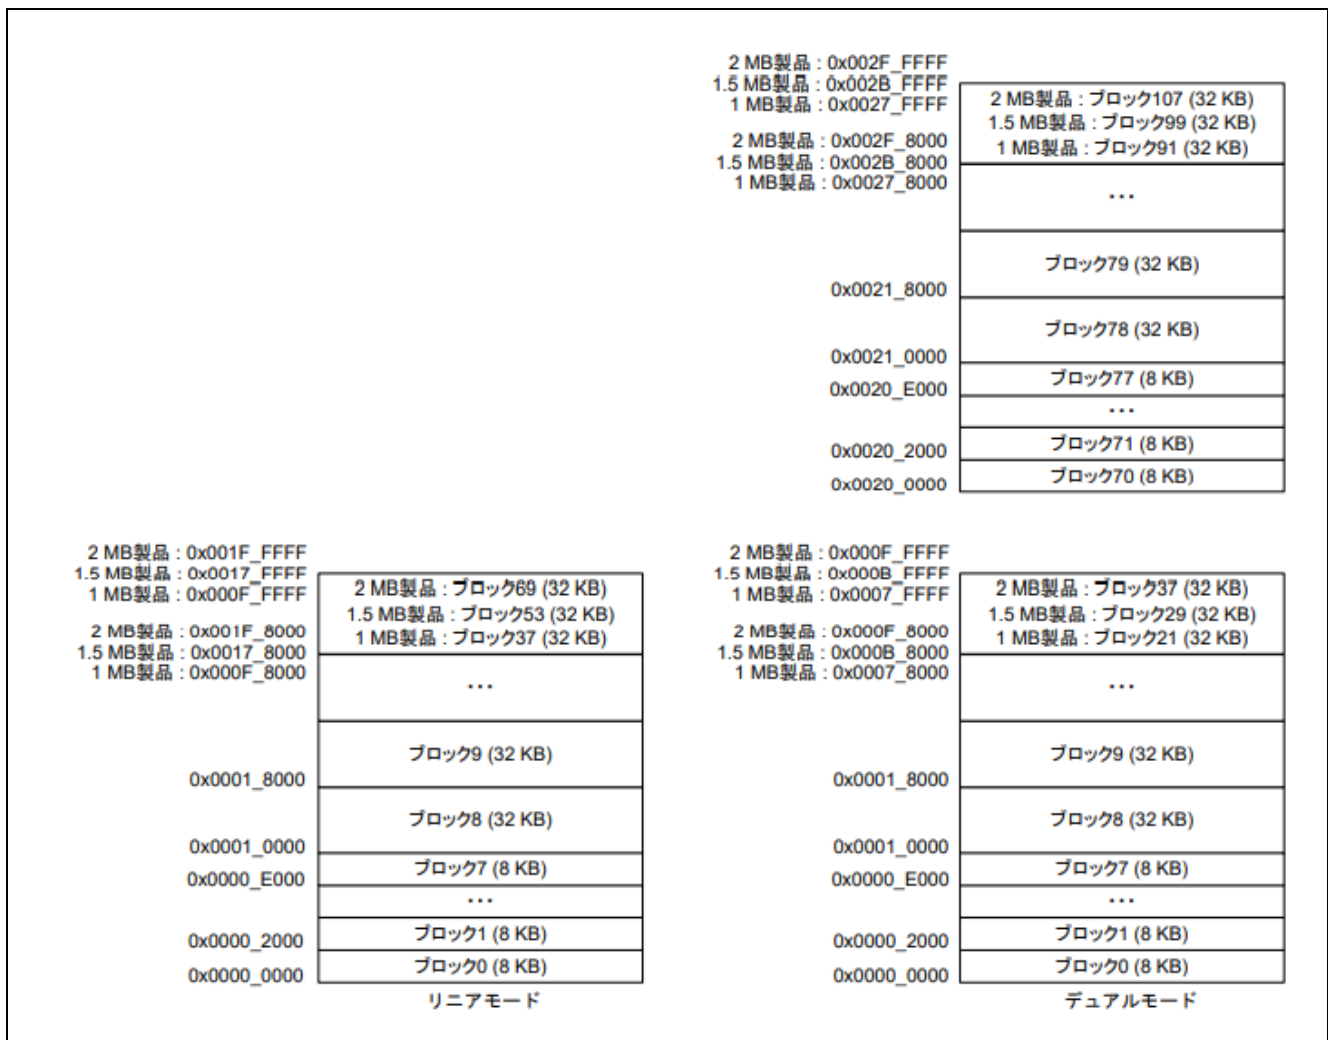 2 MB製品 : 0x002F_FFFF
1.5 MB製品 : 0x002B_FFFF
1 MB製品 : 0x0027_FFFF
2 MB製品 : ブロック107 (32 KB)
1.5 MB製品 : ブロック99 (32 KB)
1 MB製品 : ブロック91 (32 KB)
2 MB製品 : 0x002F_8000
1.5 MB製品 : 0x002B_8000
1 MB製品 : 0x0027_8000
...
ブロック79 (32 KB)
0x0021_8000
ブロック78 (32 KB)
0x0021_0000
ブロック77 (8 KB)
0x0020_E000
...
ブロック71 (8 KB)
0x0020_2000
ブロック70 (8 KB)
0x0020_0000
2 MB製品 : 0x001F_FFFF
1.5 MB製品 : 0x0017_FFFF
1 MB製品 : 0x000F_FFFF
2 MB製品 : ブロック69 (32 KB)
1.5 MB製品 : ブロック53 (32 KB)
1 MB製品 : ブロック37 (32 KB)
2 MB製品 : 0x001F_8000
1.5 MB製品 : 0x0017_8000
1 MB製品 : 0x000F_8000
...
ブロック9 (32 KB)
0x0001_8000
ブロック8 (32 KB)
0x0001_0000
ブロック7 (8 KB)
0x0000_E000
...
ブロック1 (8 KB)
0x0000_2000
ブロック0 (8 KB)
0x0000_0000
リニアモード
2 MB製品 : 0x000F_FFFF
1.5 MB製品 : 0x000B_FFFF
1 MB製品 : 0x0007_FFFF
2 MB製品 : ブロック37 (32 KB)
1.5 MB製品 : ブロック29 (32 KB)
1 MB製品 : ブロック21 (32 KB)
2 MB製品 : 0x000F_8000
1.5 MB製品 : 0x000B_8000
1 MB製品 : 0x0007_8000
...
ブロック9 (32 KB)
0x0001_8000
ブロック8 (32 KB)
0x0001_0000
ブロック7 (8 KB)
0x0000_E000
...
ブロック1 (8 KB)
0x0000_2000
ブロック0 (8 KB)
0x0000_0000
デュアルモード